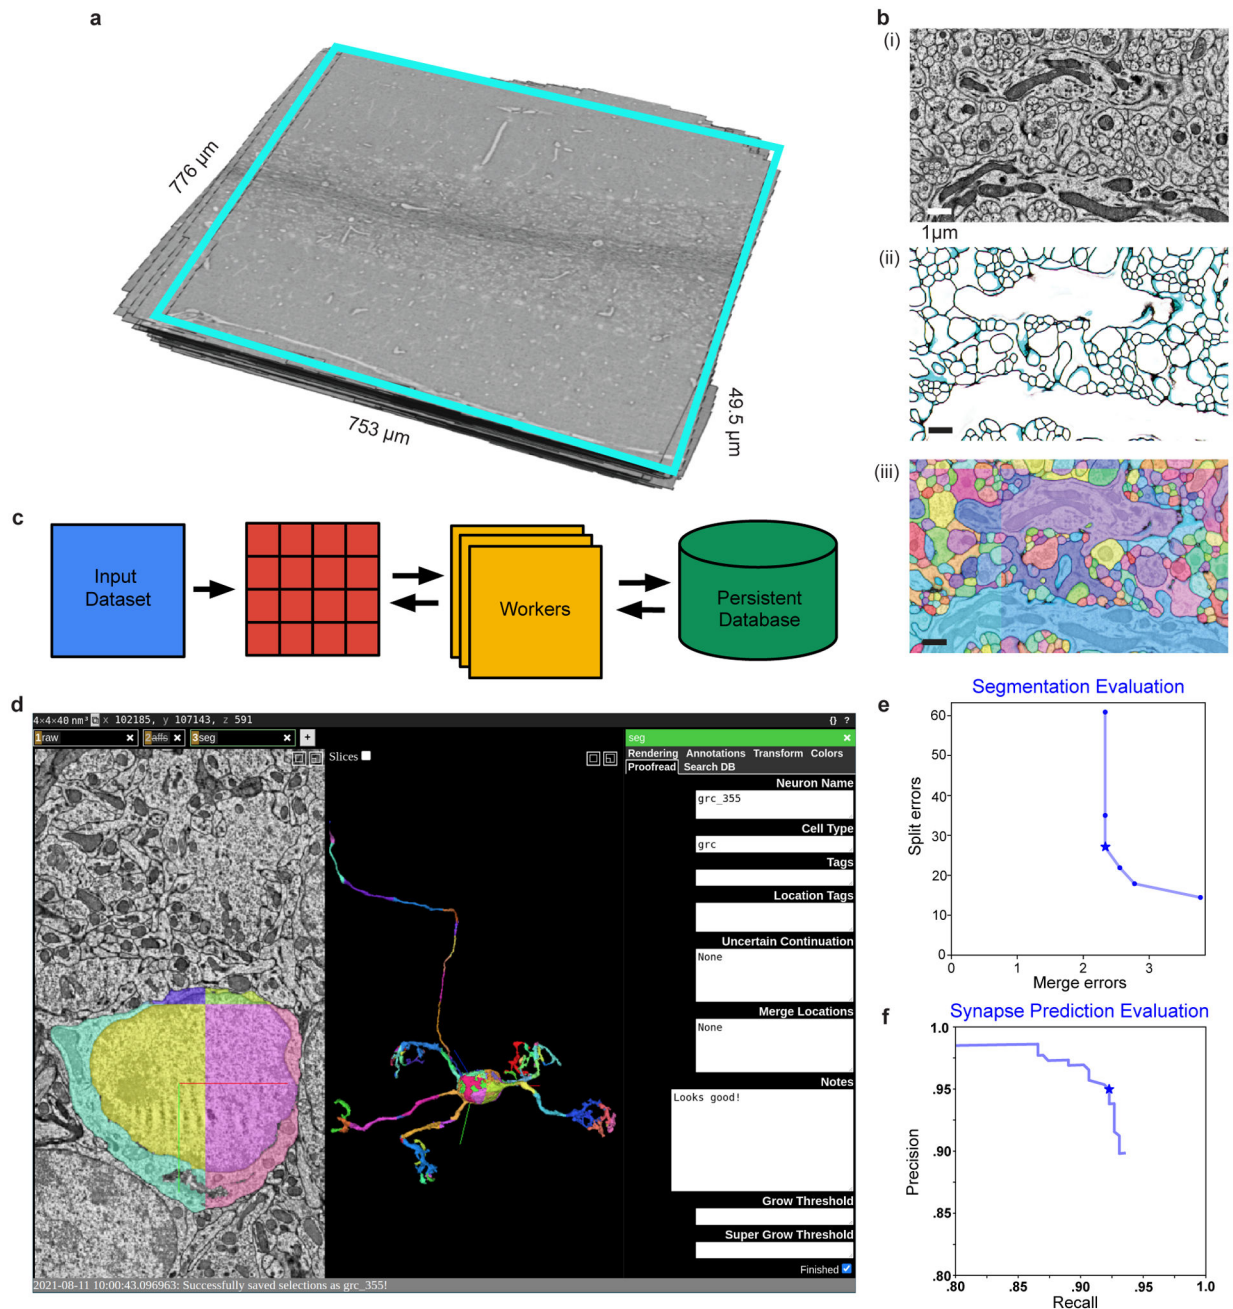 a
776 µm
753 µm
49.5 µm
b
(i)
1µm
(ii)
(iii)
c
Input
Dataset
Workers
Persistent
Database
d
4×4×40 nm³ x 102185, y 107143, z 591
{} ?
1raw ×
2affs ×
3seg ×
+
Slices
seg ×
Rendering Annotations Transform Colors
Proofread Search DB
Neuron Name
grc_355
Cell Type
grc
Tags
Location Tags
Uncertain Continuation
None
Merge Locations
None
Notes
Looks good!
Grow Threshold
Super Grow Threshold
Finished
2021-08-11 10:00:43.096963: Successfully saved selections as grc_355!
e
Segmentation Evaluation
Split errors
60
40
30
20
10
0
0 1 2 3
Merge errors
f
Synapse Prediction Evaluation
Precision
1.0
.95
.90
.85
.80
.80 .85 .90 .95 1.0
Recall